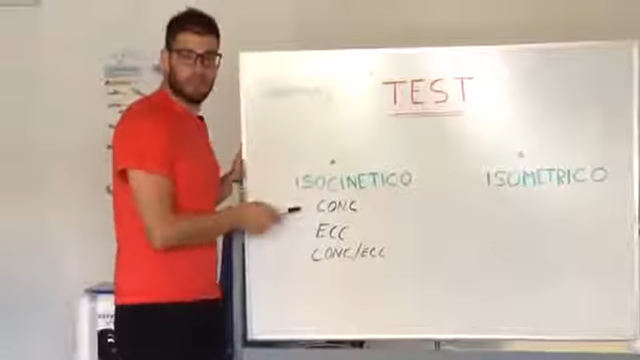 TEST
ISOCINETICO
ISOMETRICO
CONC
ECC
CONC/ECC